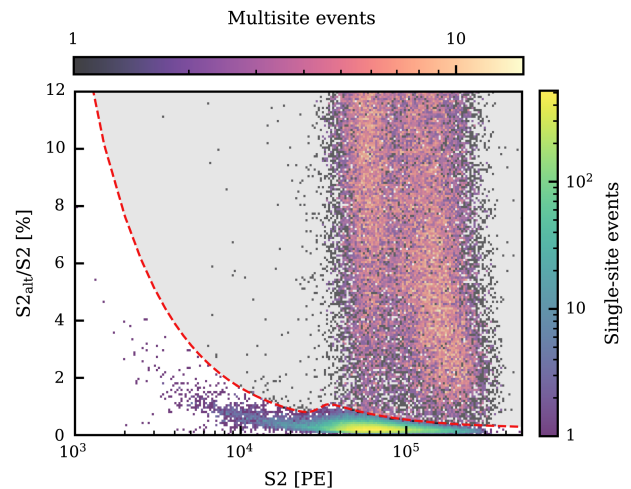 Multisite events
1 10
12
10
8
6
4
2
0
10³ 10⁴ 10⁵
S2 [PE]
S2alt/S2 [%]
10²
10
1
Single-site events